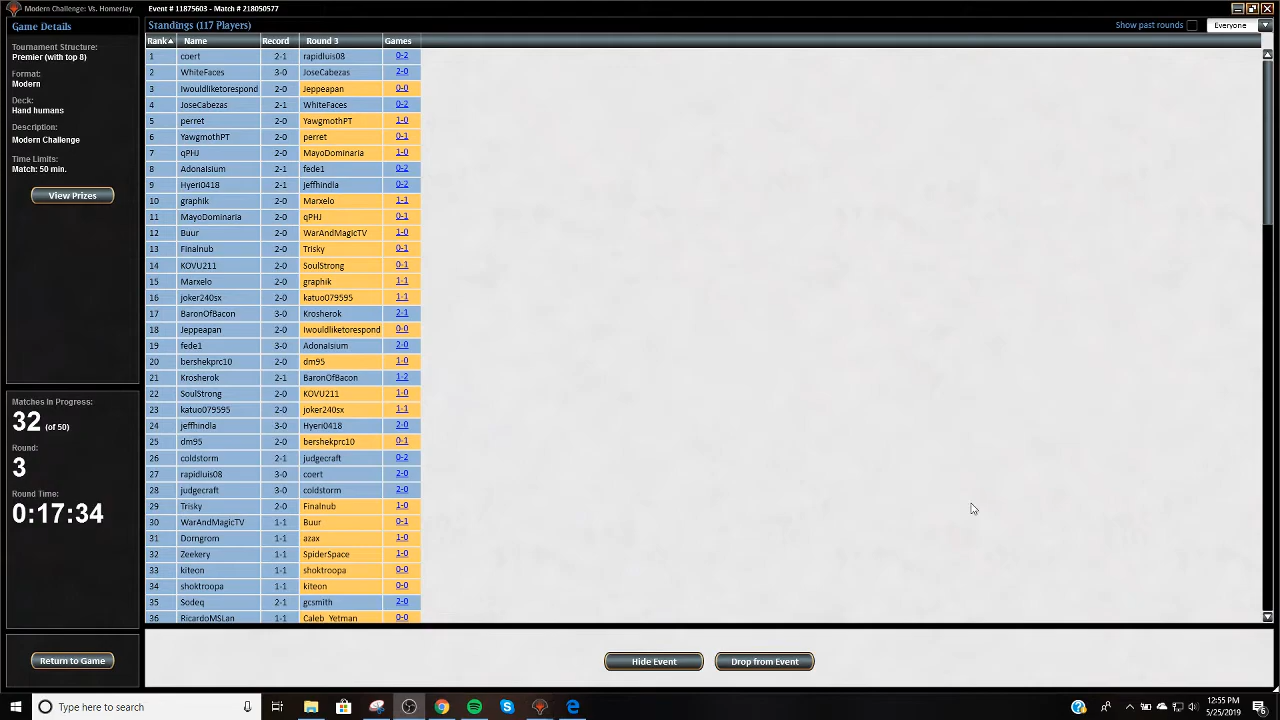 Modern Challenge: Vs. Homerlay
Event # 11875603 - Match # 218050577
Game Details
Tournament Structure:
Premier (with top 8)
Format:
Modern
Deck:
Hand humans
Description:
Modern Challenge
Time Limits:
Match: 50 min.
View Prizes
Matches In Progress:
32 (of 50)
Round:
3
Round Time:
0:17:34
Return to Game
Standings (117 Players)
Show past rounds
Everyone
Rank Name Record Round 3 Games
1 coert 2-1 rapidluis08 0-2
2 WhiteFaces 3-0 JoseCabezas 2-0
3 Iwouldliketorespond 2-0 Jeppeapan 0-0
4 JoseCabezas 2-1 WhiteFaces 0-2
5 perret 2-0 YawgmothPT 1-0
6 YawgmothPT 2-0 perret 0-1
7 qPHJ 2-0 MayoDominaria 1-0
8 Adonalsium 2-1 fede1 0-2
9 Hyeri0418 2-1 jeffhindla 0-2
10 graphik 2-0 Marxelo 1-1
11 MayoDominaria 2-0 qPHJ 0-1
12 Buur 2-0 WarAndMagicTV 1-0
13 Finalnub 2-0 Trisky 0-1
14 KOVU211 2-0 SoulStrong 0-1
15 Marxelo 2-0 graphik 1-1
16 joker240sx 2-0 katuo079595 1-1
17 BaronOfBacon 3-0 Krosherok 2-1
18 Jeppeapan 2-0 Iwouldliketorespond 0-0
19 fede1 3-0 Adonalsium 2-0
20 bershekprc10 2-0 dm95 1-0
21 Krosherok 2-1 BaronOfBacon 1-2
22 SoulStrong 2-0 KOVU211 1-0
23 katuo079595 2-0 joker240sx 1-1
24 jeffhindla 3-0 Hyeri0418 2-0
25 dm95 2-0 bershekprc10 0-1
26 coldstorm 2-1 judgecraft 0-2
27 rapidluis08 3-0 coert 2-0
28 judgecraft 3-0 coldstorm 2-0
29 Trisky 2-0 Finalnub 1-0
30 WarAndMagicTV 1-1 Buur 0-1
31 Dorngrom 1-1 azax 1-0
32 Zeekery 1-1 SpiderSpace 1-0
33 kiteon 1-1 shoktroopa 0-0
34 shoktroopa 1-1 kiteon 0-0
35 Sodeq 2-1 gcsmith 2-0
36 RicardoMSLan 1-1 Caleb_Yetman 0-0
Hide Event
Drop from Event
Type here to search
12:55 PM
5/25/2019
6